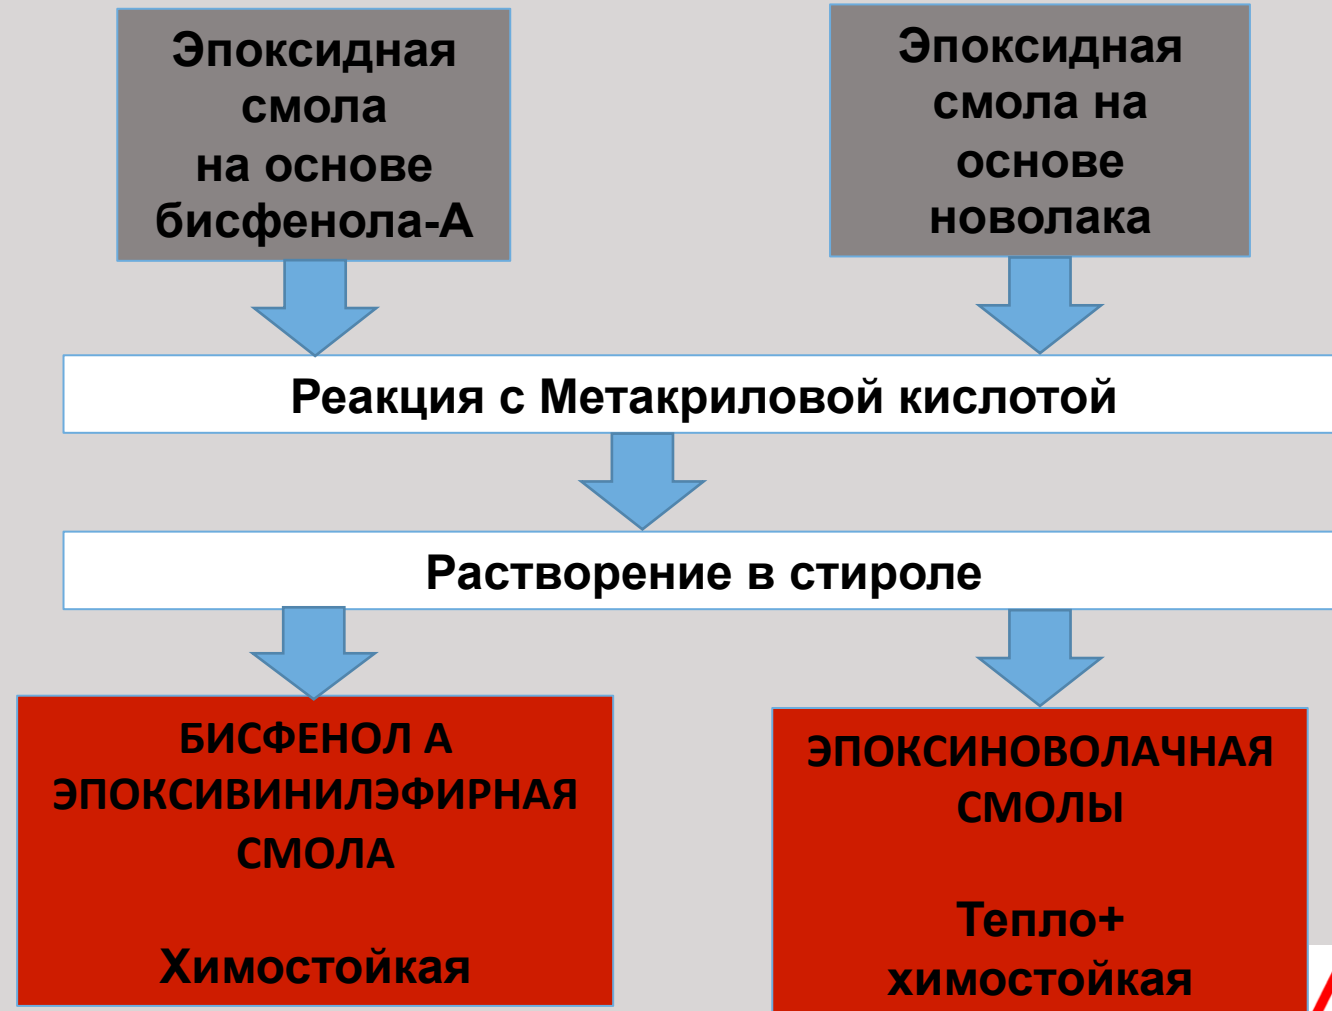 Эпоксидная
смола
на основе
бисфенола-А
Эпоксидная
смола на
основе
новолака
Реакция с Метакриловой кислотой
Растворение в стироле
БИСФЕНОЛ А
ЭПОКСИВИНИЛЭФИРНАЯ
СМОЛА
Химостойкая
ЭПОКСИНОВОЛАЧНАЯ
СМОЛЫ
Тепло+
химостойкая